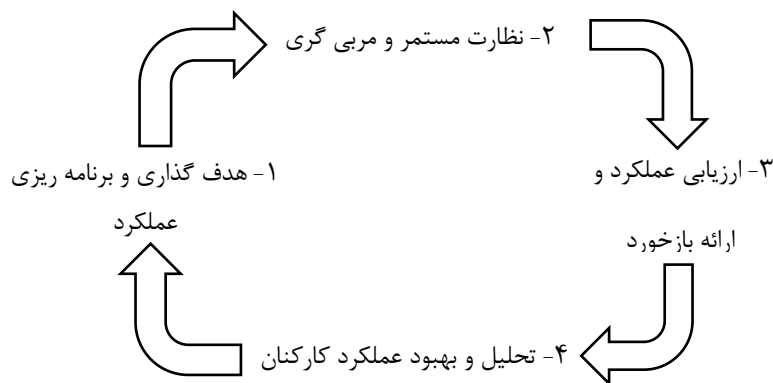 ۱- هدف گذاری و برنامه ریزی
عملکرد
۲- نظارت مستمر و مربی گری
۳- ارزیابی عملکرد و
ارائه بازخورد
۴- تحلیل و بهبود عملکرد کارکنان